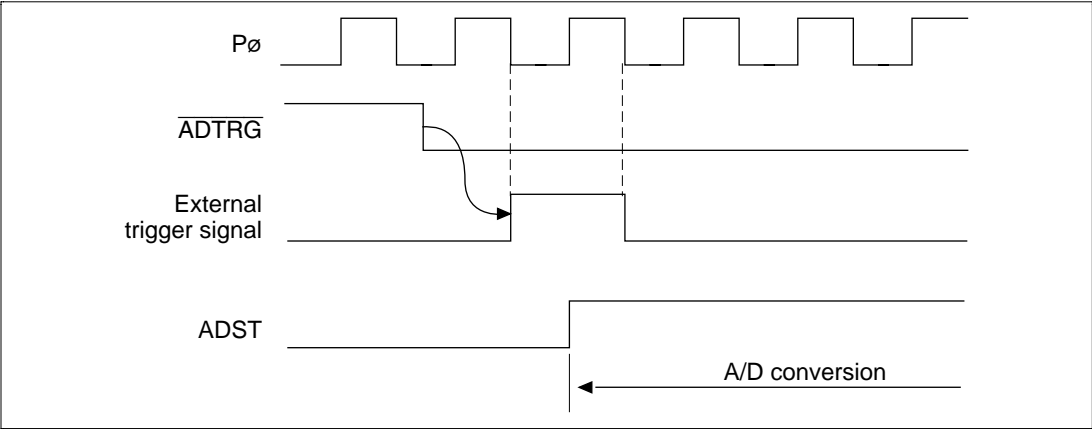 Pø
ADTRG
External
trigger signal
ADST
A/D conversion